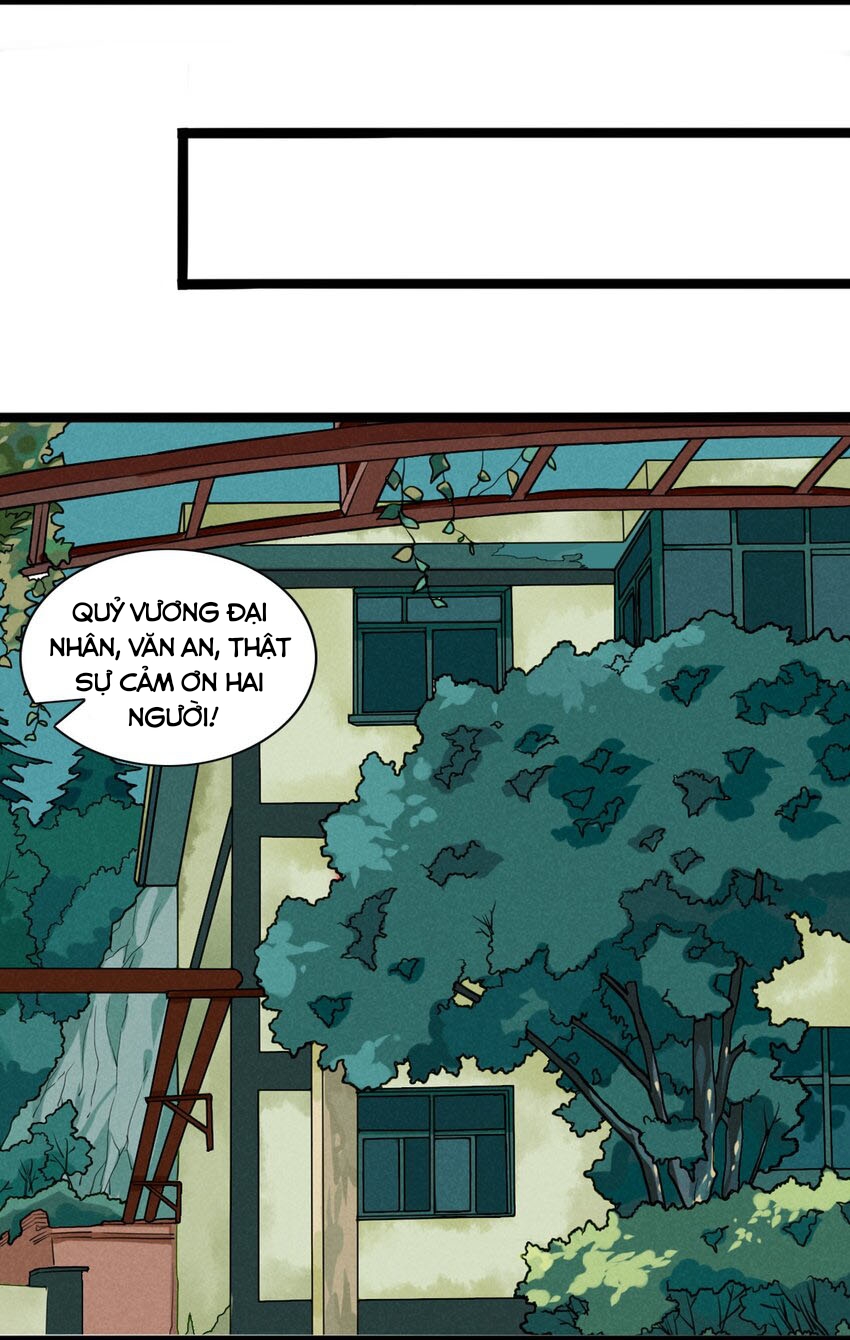 QUỶ VƯƠNG ĐẠI
NHÂN, VĂN AN, THẬT
SỰ CẢM ƠN HAI
NGƯỜI!